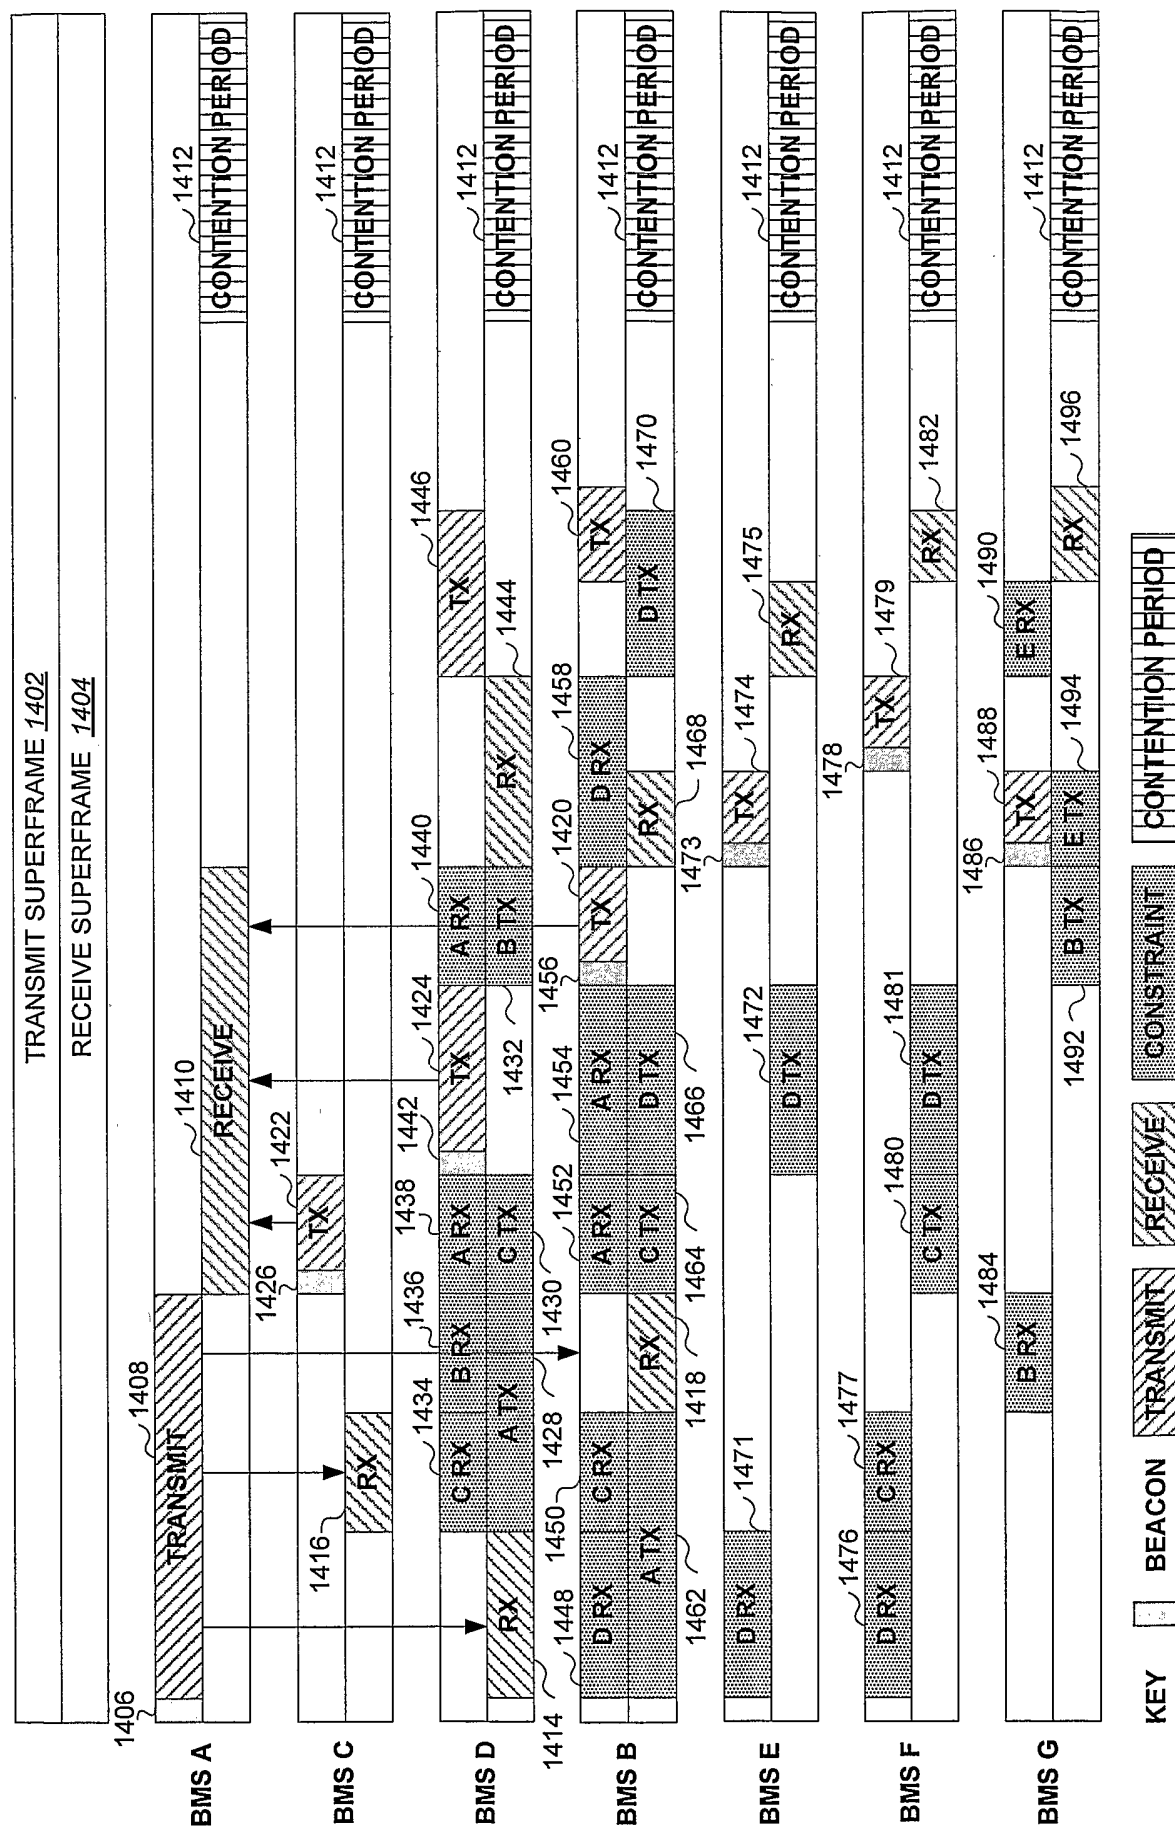 TRANSMIT SUPERFRAME 1402
RECEIVE SUPERFRAME 1404
BMS A
1406
TRANSMIT
1408
RECEIVE
1410
CONTENTION PERIOD
1412
BMS C
RX
1416
1426
TX
1422
CONTENTION PERIOD
1412
BMS D
C RX
1434
B RX
1436
A RX
1438
1442
TX
1424
A RX
1440
TX
1446
RX
1414
A TX
1428
C TX
1430
B TX
1432
RX
1444
CONTENTION PERIOD
1412
BMS B
D RX
1448
C RX
1450
A RX
1452
A RX
1454
1456
TX
1420
D RX
1458
TX
1460
A TX
1462
RX
1418
C TX
1464
D TX
1466
RX
1468
D TX
1470
CONTENTION PERIOD
1412
BMS E
D RX
1471
D TX
1472
1473
TX
1474
RX
1475
CONTENTION PERIOD
1412
BMS F
D RX
1476
C RX
1477
1478
TX
1479
C TX
1480
D TX
1481
RX
1482
CONTENTION PERIOD
1412
BMS G
B RX
1484
1486
TX
1488
E RX
1490
B TX
1492
E TX
1494
RX
1496
CONTENTION PERIOD
1412
KEY
BEACON
TRANSMIT
RECEIVE
CONSTRAINT
CONTENTION PERIOD